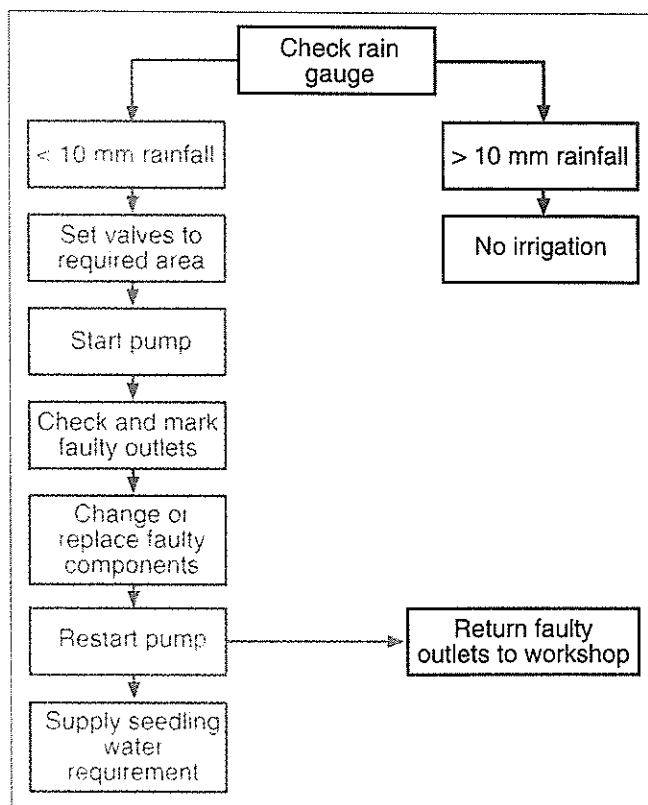 Check rain
gauge
< 10 mm rainfall
> 10 mm rainfall
Set valves to
required area
No irrigation
Start pump
Check and mark
faulty outlets
Change or
replace faulty
components
Restart pump
Return faulty
outlets to workshop
Supply seedling
water
requirement